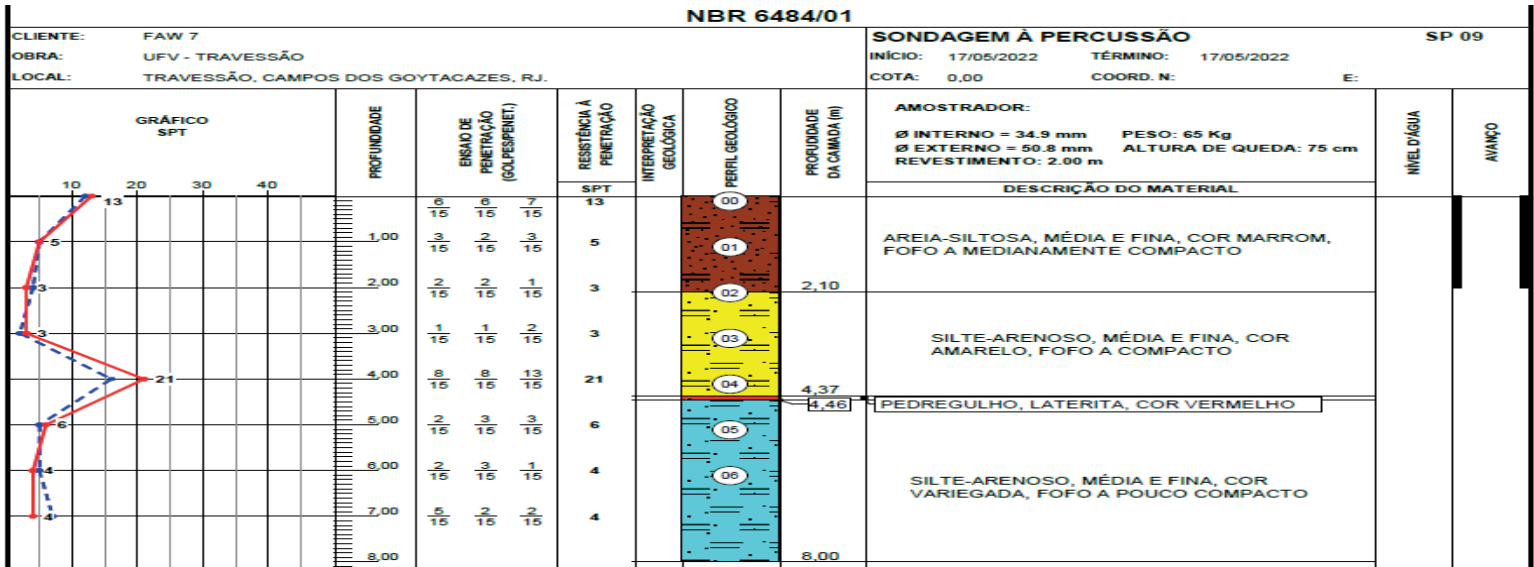 NBR 6484/01
CLIENTE: FAW 7
OBRA: UFV - TRAVESSÃO
LOCAL: TRAVESSÃO, CAMPOS DOS GOYTACAZES, RJ.
SONDAGEM À PERCUSSÃO SP 09
INÍCIO: 17/05/2022 TÉRMINO: 17/05/2022
COTA: 0,00 COORD. N: E:
GRÁFICO
SPT
10 20 30 40
PROFUNDIDADE
ENSAIO DE
PENETRAÇÃO
(GOLPES/PENET.)
RESISTÊNCIA À
PENETRAÇÃO
SPT
INTERPRETAÇÃO
GEOLÓGICA
PERFIL GEOLÓGICO
PROFUDIDADE
DA CAMADA (m)
AMOSTRADOR:
Ø INTERNO = 34.9 mm PESO: 65 Kg
Ø EXTERNO = 50.8 mm ALTURA DE QUEDA: 75 cm
REVESTIMENTO: 2.00 m
DESCRIÇÃO DO MATERIAL
NÍVEL D'ÁGUA
AVANÇO
13
5
3
3
21
6
4
4
1,00
2,00
3,00
4,00
5,00
6,00
7,00
8,00
6/15 6/15 7/15 13
3/15 2/15 3/15 5
2/15 2/15 1/15 3
1/15 1/15 2/15 3
8/15 8/15 13/15 21
2/15 3/15 3/15 6
2/15 3/15 1/15 4
5/15 2/15 2/15 4
00
01
02
03
04
05
06
2,10
4,37
4,46
8,00
AREIA-SILTOSA, MÉDIA E FINA, COR MARROM,
FOFO A MEDIANAMENTE COMPACTO
SILTE-ARENOSO, MÉDIA E FINA, COR
AMARELO, FOFO A COMPACTO
PEDREGULHO, LATERITA, COR VERMELHO
SILTE-ARENOSO, MÉDIA E FINA, COR
VARIEGADA, FOFO A POUCO COMPACTO